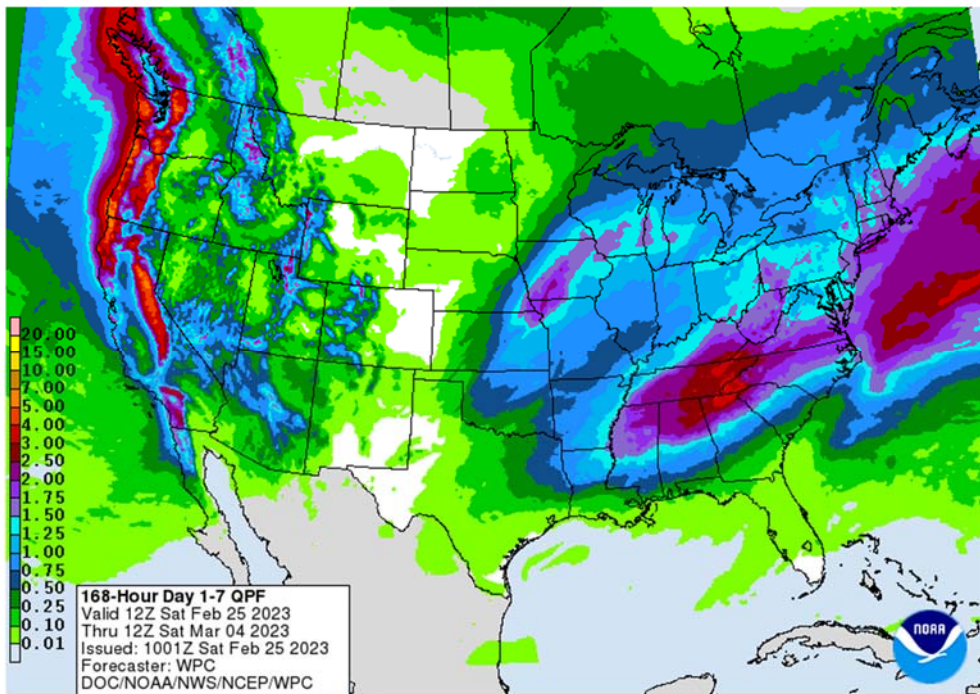 20.00
15.00
10.00
7.00
5.00
4.00
3.00
2.50
2.00
1.75
1.50
1.25
1.00
0.75
0.50
0.25
0.10
0.01
168-Hour Day 1-7 QPF
Valid 12Z Sat Feb 25 2023
Thru 12Z Sat Mar 04 2023
Issued: 1001Z Sat Feb 25 2023
Forecaster: WPC
DOC/NOAA/NWS/NCEP/WPC
NOAA